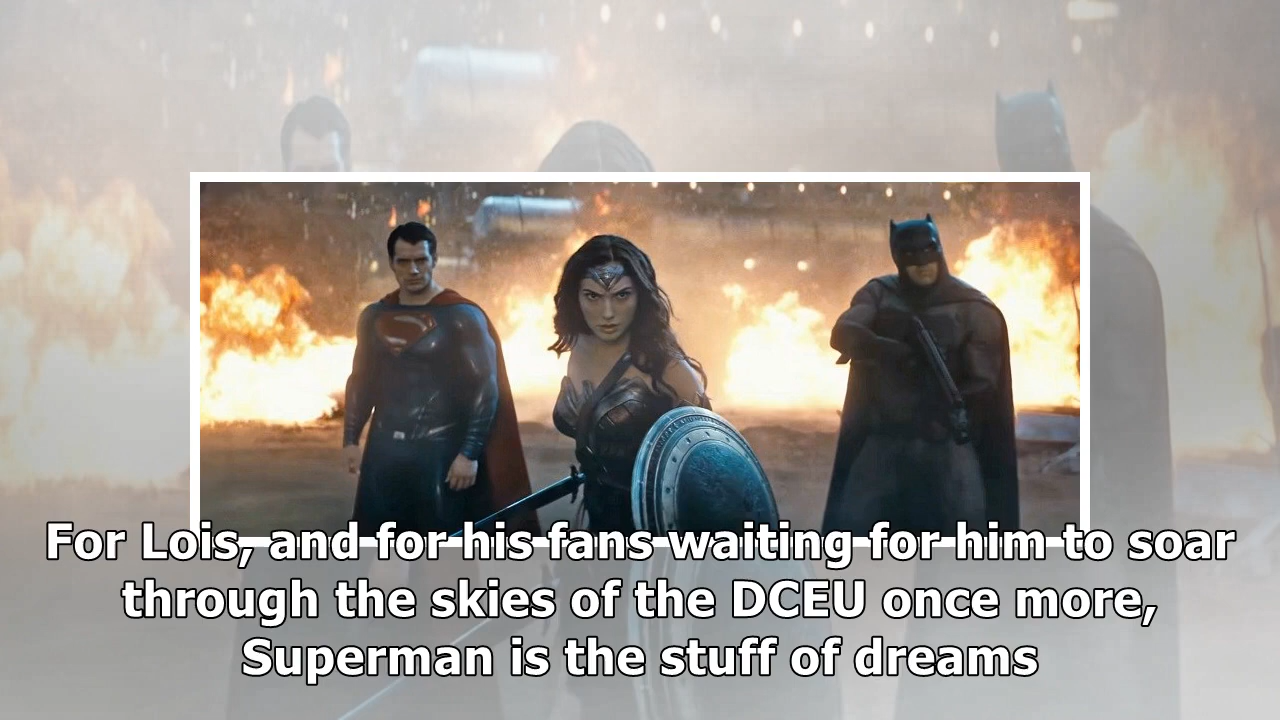 For Lois, and for his fans waiting for him to soar
through the skies of the DCEU once more,
Superman is the stuff of dreams